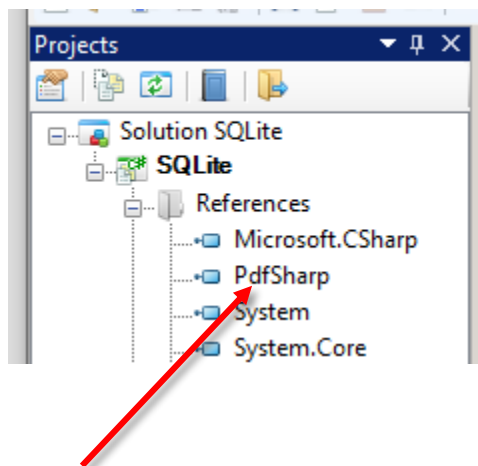 Projects
Solution SQLite
SQLite
References
Microsoft.CSharp
PdfSharp
System
System.Core